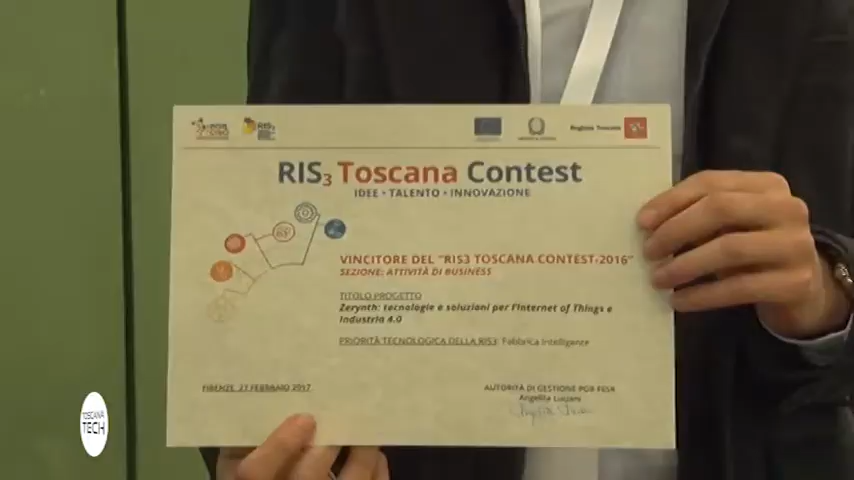 RIS3
Regione Toscana
RIS3 Toscana Contest
IDEE • TALENTO • INNOVAZIONE
VINCITORE DEL "RIS3 TOSCANA CONTEST-2016"
SEZIONE: ATTIVITÀ DI BUSINESS
TITOLO PROGETTO
Zerynth: tecnologie e soluzioni per l'Internet of Things e
Industria 4.0
PRIORITÀ TECNOLOGICA DELLA RIS3: Fabbrica Intelligente
FIRENZE, 27 FEBBRAIO 2017
AUTORITÀ DI GESTIONE POR FESR
Angelita Luciani
TOSCANA
TECH